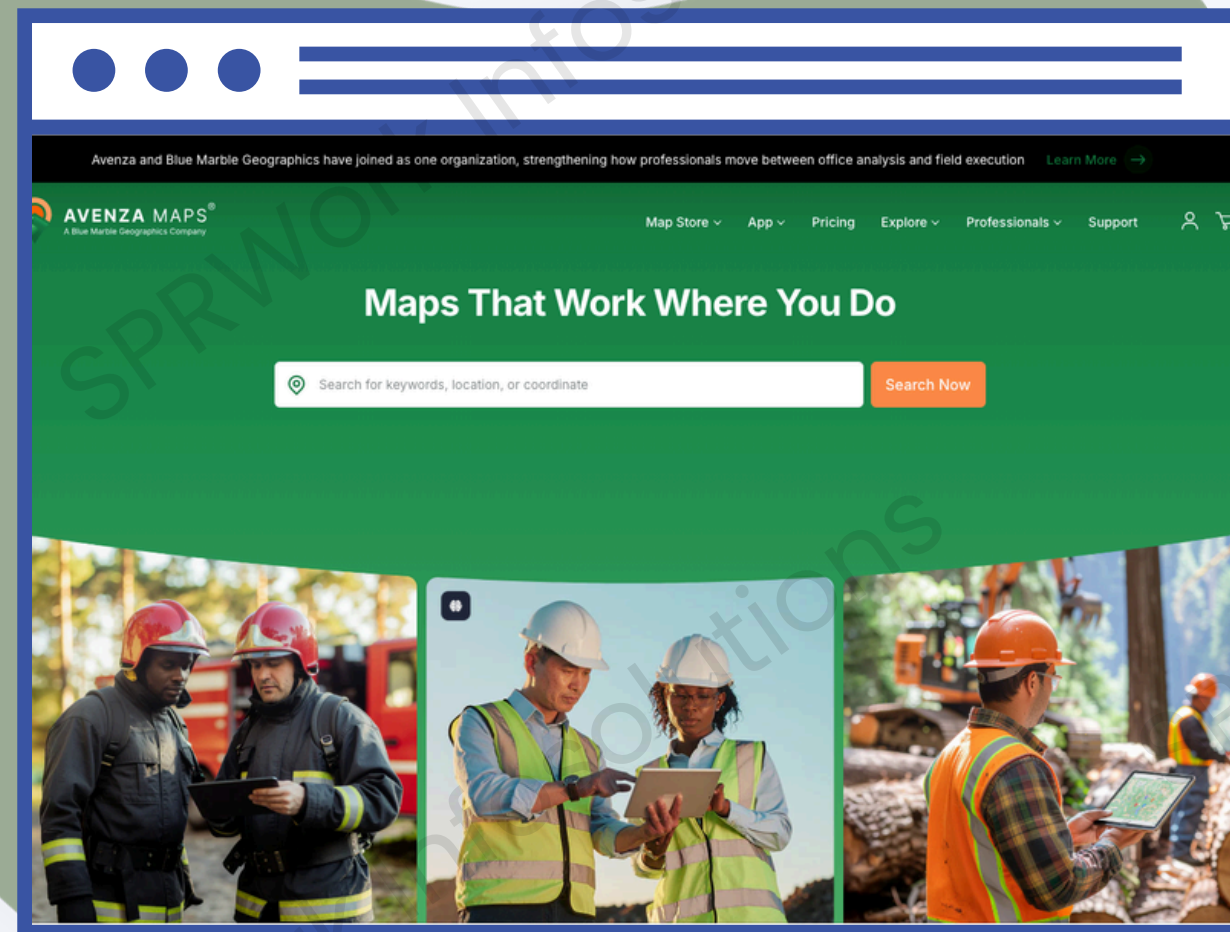 Avenza and Blue Marble Geographics have joined as one organization, strengthening how professionals move between office analysis and field execution Learn More →
AVENZA MAPS®
A Blue Marble Geographics Company
Map Store App Pricing Explore Professionals Support
Maps That Work Where You Do
Search for keywords, location, or coordinate
Search Now
SPRWork Infos
Infosolutions